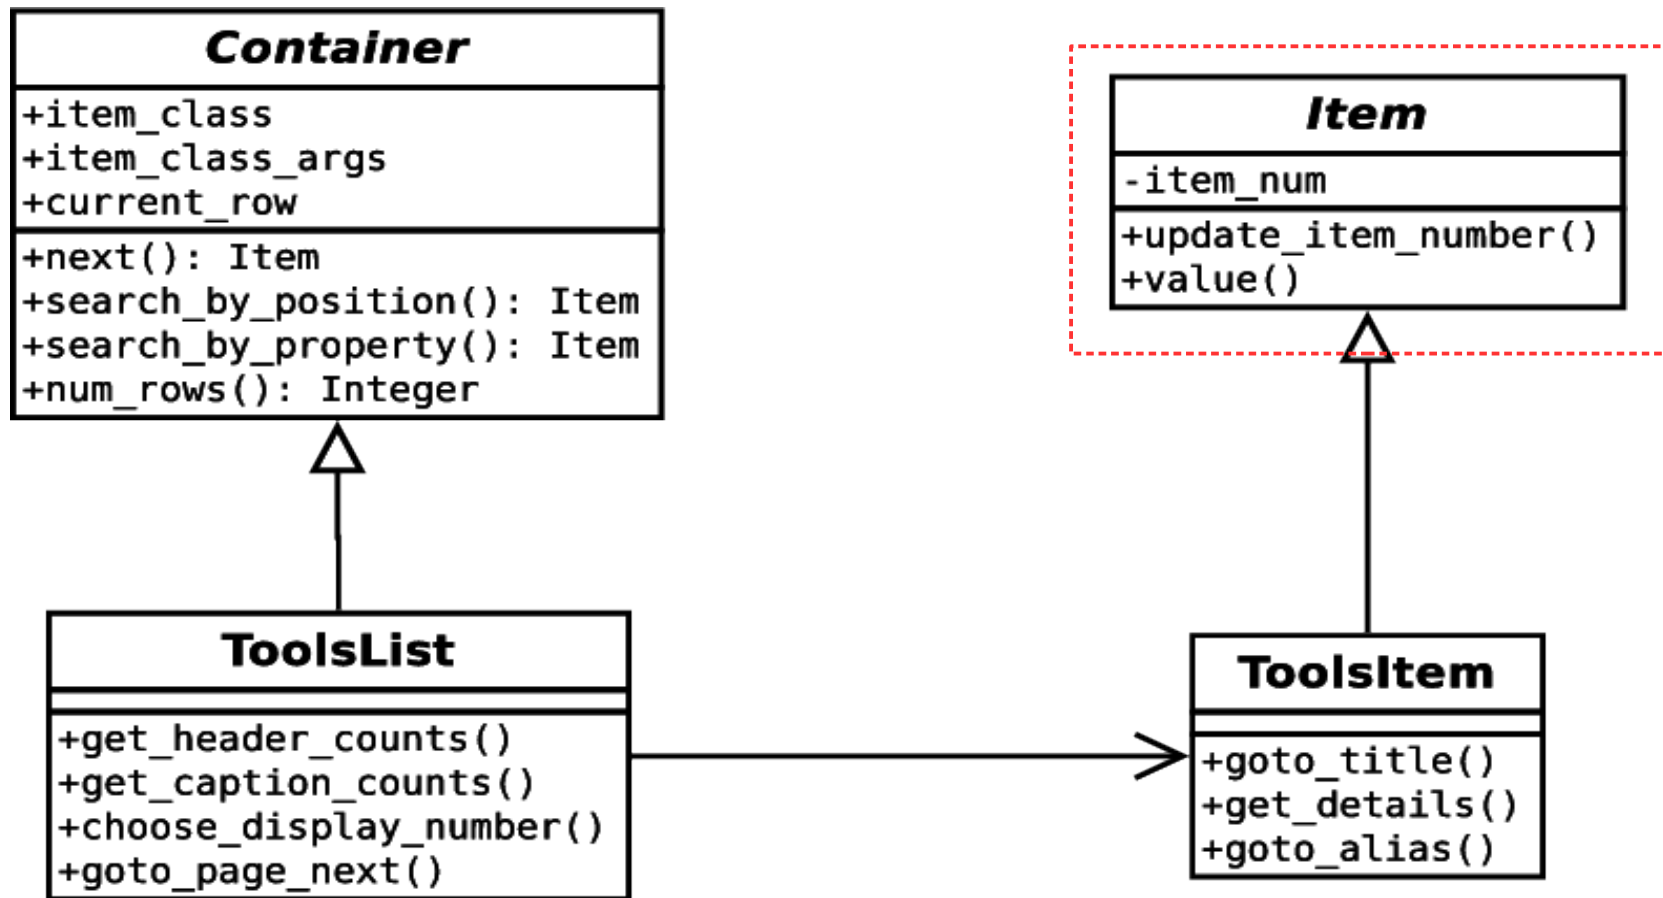 Container
+item_class
+item_class_args
+current_row
+next(): Item
+search_by_position(): Item
+search_by_property(): Item
+num_rows(): Integer
Item
-item_num
+update_item_number()
+value()
ToolsList
+get_header_counts()
+get_caption_counts()
+choose_display_number()
+goto_page_next()
ToolsItem
+goto_title()
+get_details()
+goto_alias()